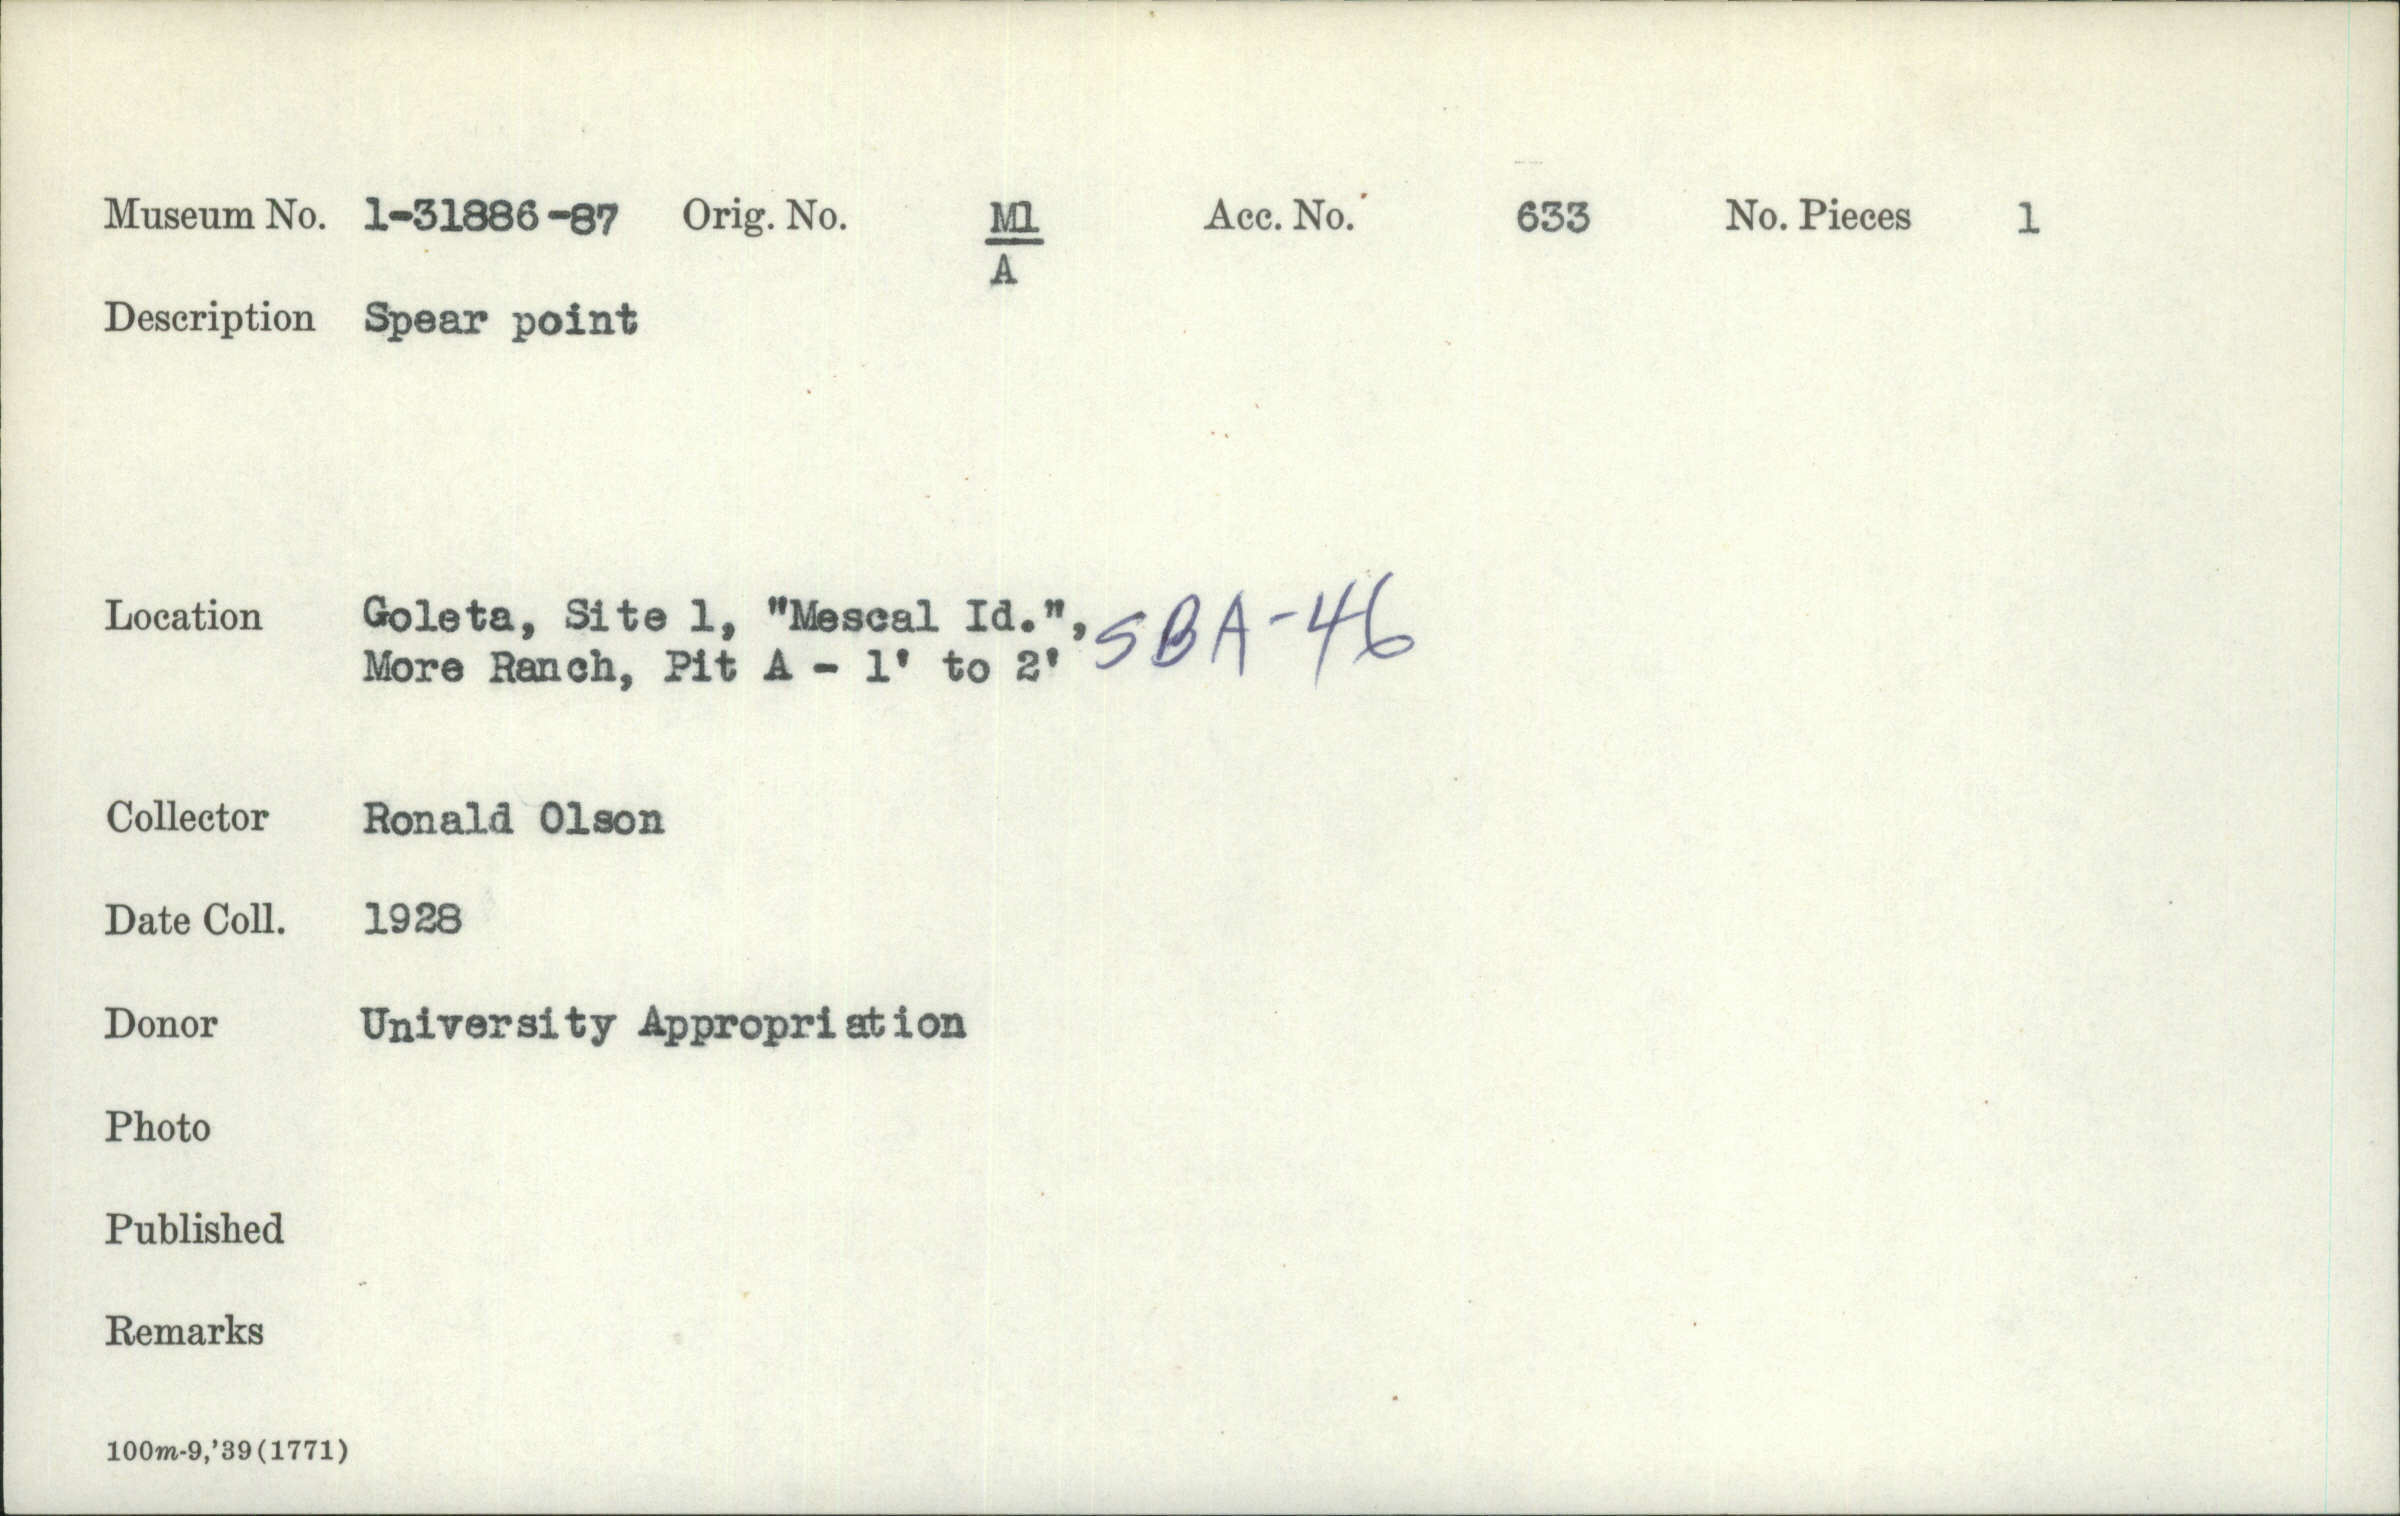 Museum No. 1-31886-87 Orig. No. M1 Acc. No. 633 No. Pieces 1
A
Description Spear point
Location Goleta, Site 1, "Mescal Id.", SBA-46
More Ranch, Pit A - 1' to 2'
Collector Ronald Olson
Date Coll. 1928
Donor University Appropriation
Photo
Published
Remarks
100m-9,'39(1771)